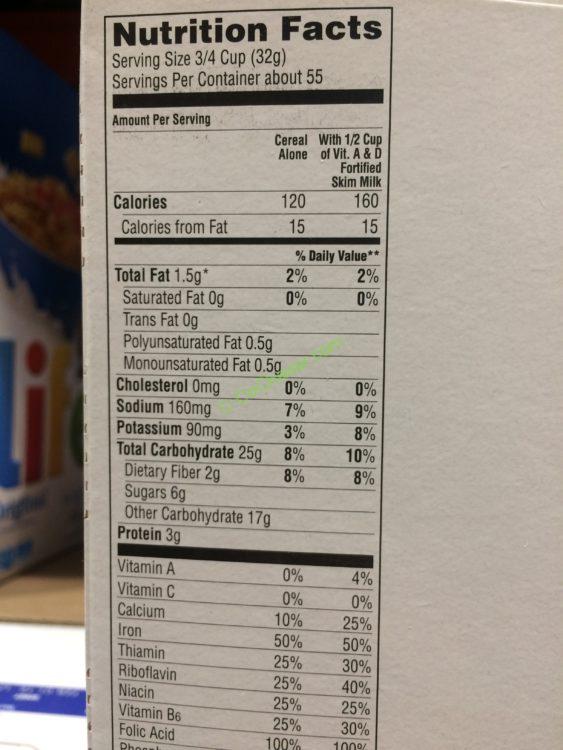 Nutrition Facts
Serving Size 3/4 Cup (32g)
Servings Per Container about 55
Amount Per Serving
Cereal Alone With 1/2 Cup of Vit. A & D Fortified Skim Milk
Calories 120 160
Calories from Fat 15 15
% Daily Value**
Total Fat 1.5g* 2% 2%
Saturated Fat 0g 0% 0%
Trans Fat 0g
Polyunsaturated Fat 0.5g
Monounsaturated Fat 0.5g
Cholesterol 0mg 0% 0%
Sodium 160mg 7% 9%
Potassium 90mg 3% 8%
Total Carbohydrate 25g 8% 10%
Dietary Fiber 2g 8% 8%
Sugars 6g
Other Carbohydrate 17g
Protein 3g
Vitamin A 0% 4%
Vitamin C 0% 0%
Calcium 10% 25%
Iron 50% 50%
Thiamin 25% 30%
Riboflavin 25% 40%
Niacin 25% 25%
Vitamin B6 25% 30%
Folic Acid 100% 100%